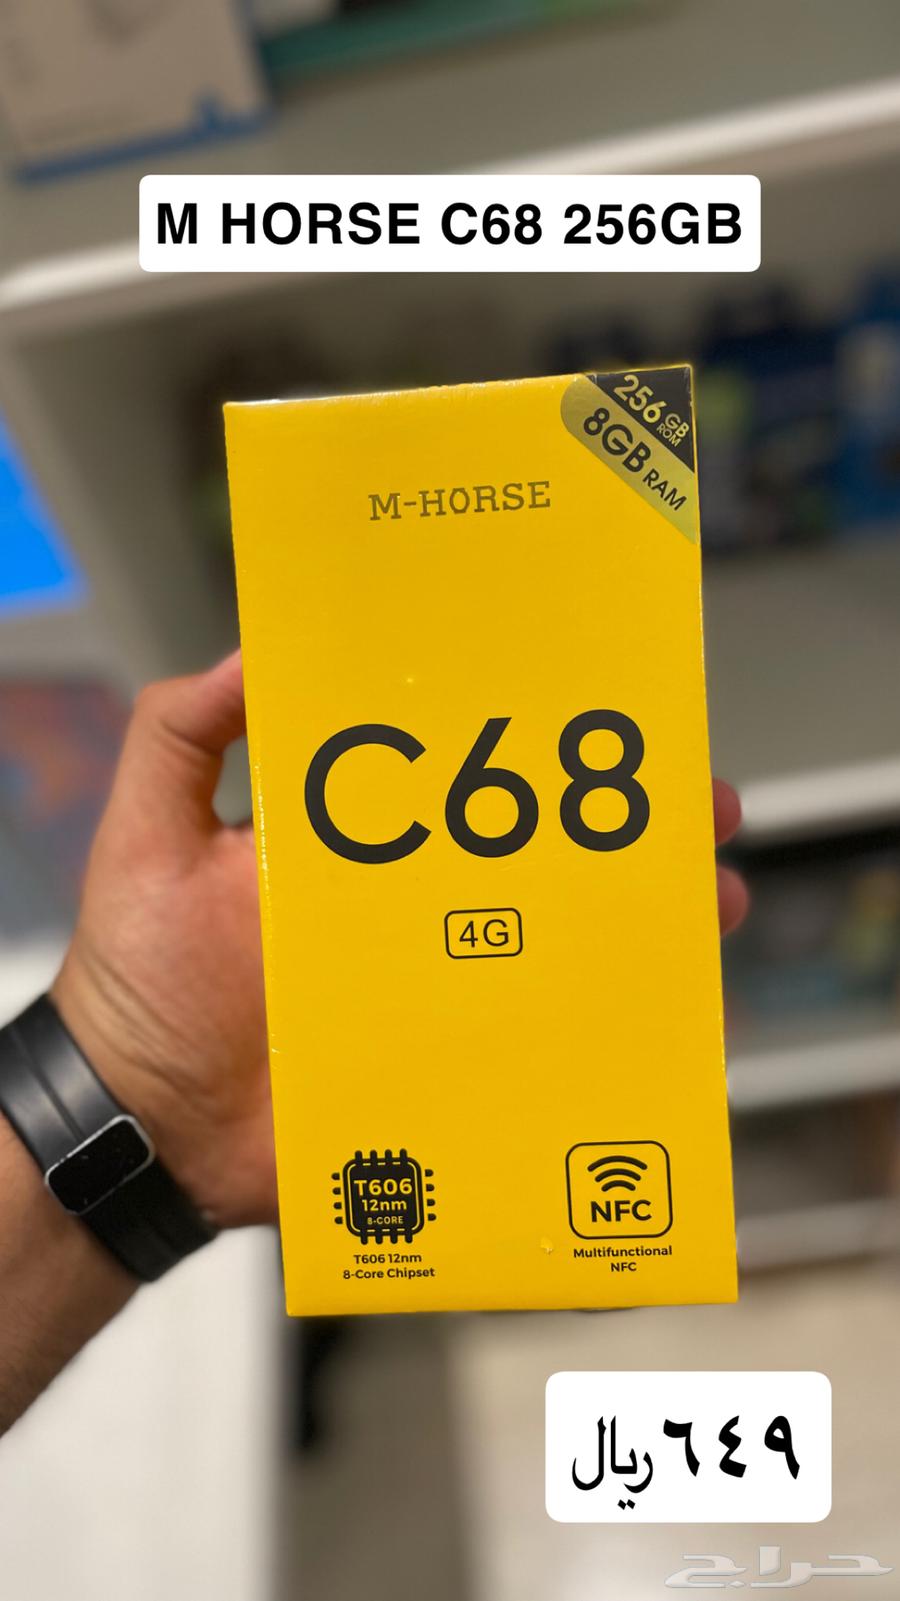 M HORSE C68 256GB
256 GB
ROM
8GB RAM
M-HORSE
C68
4G
T606
12nm
8-CORE
T606 12nm
8-Core Chipset
NFC
Multifunctional
NFC
٦٤٩ ريال
حراج